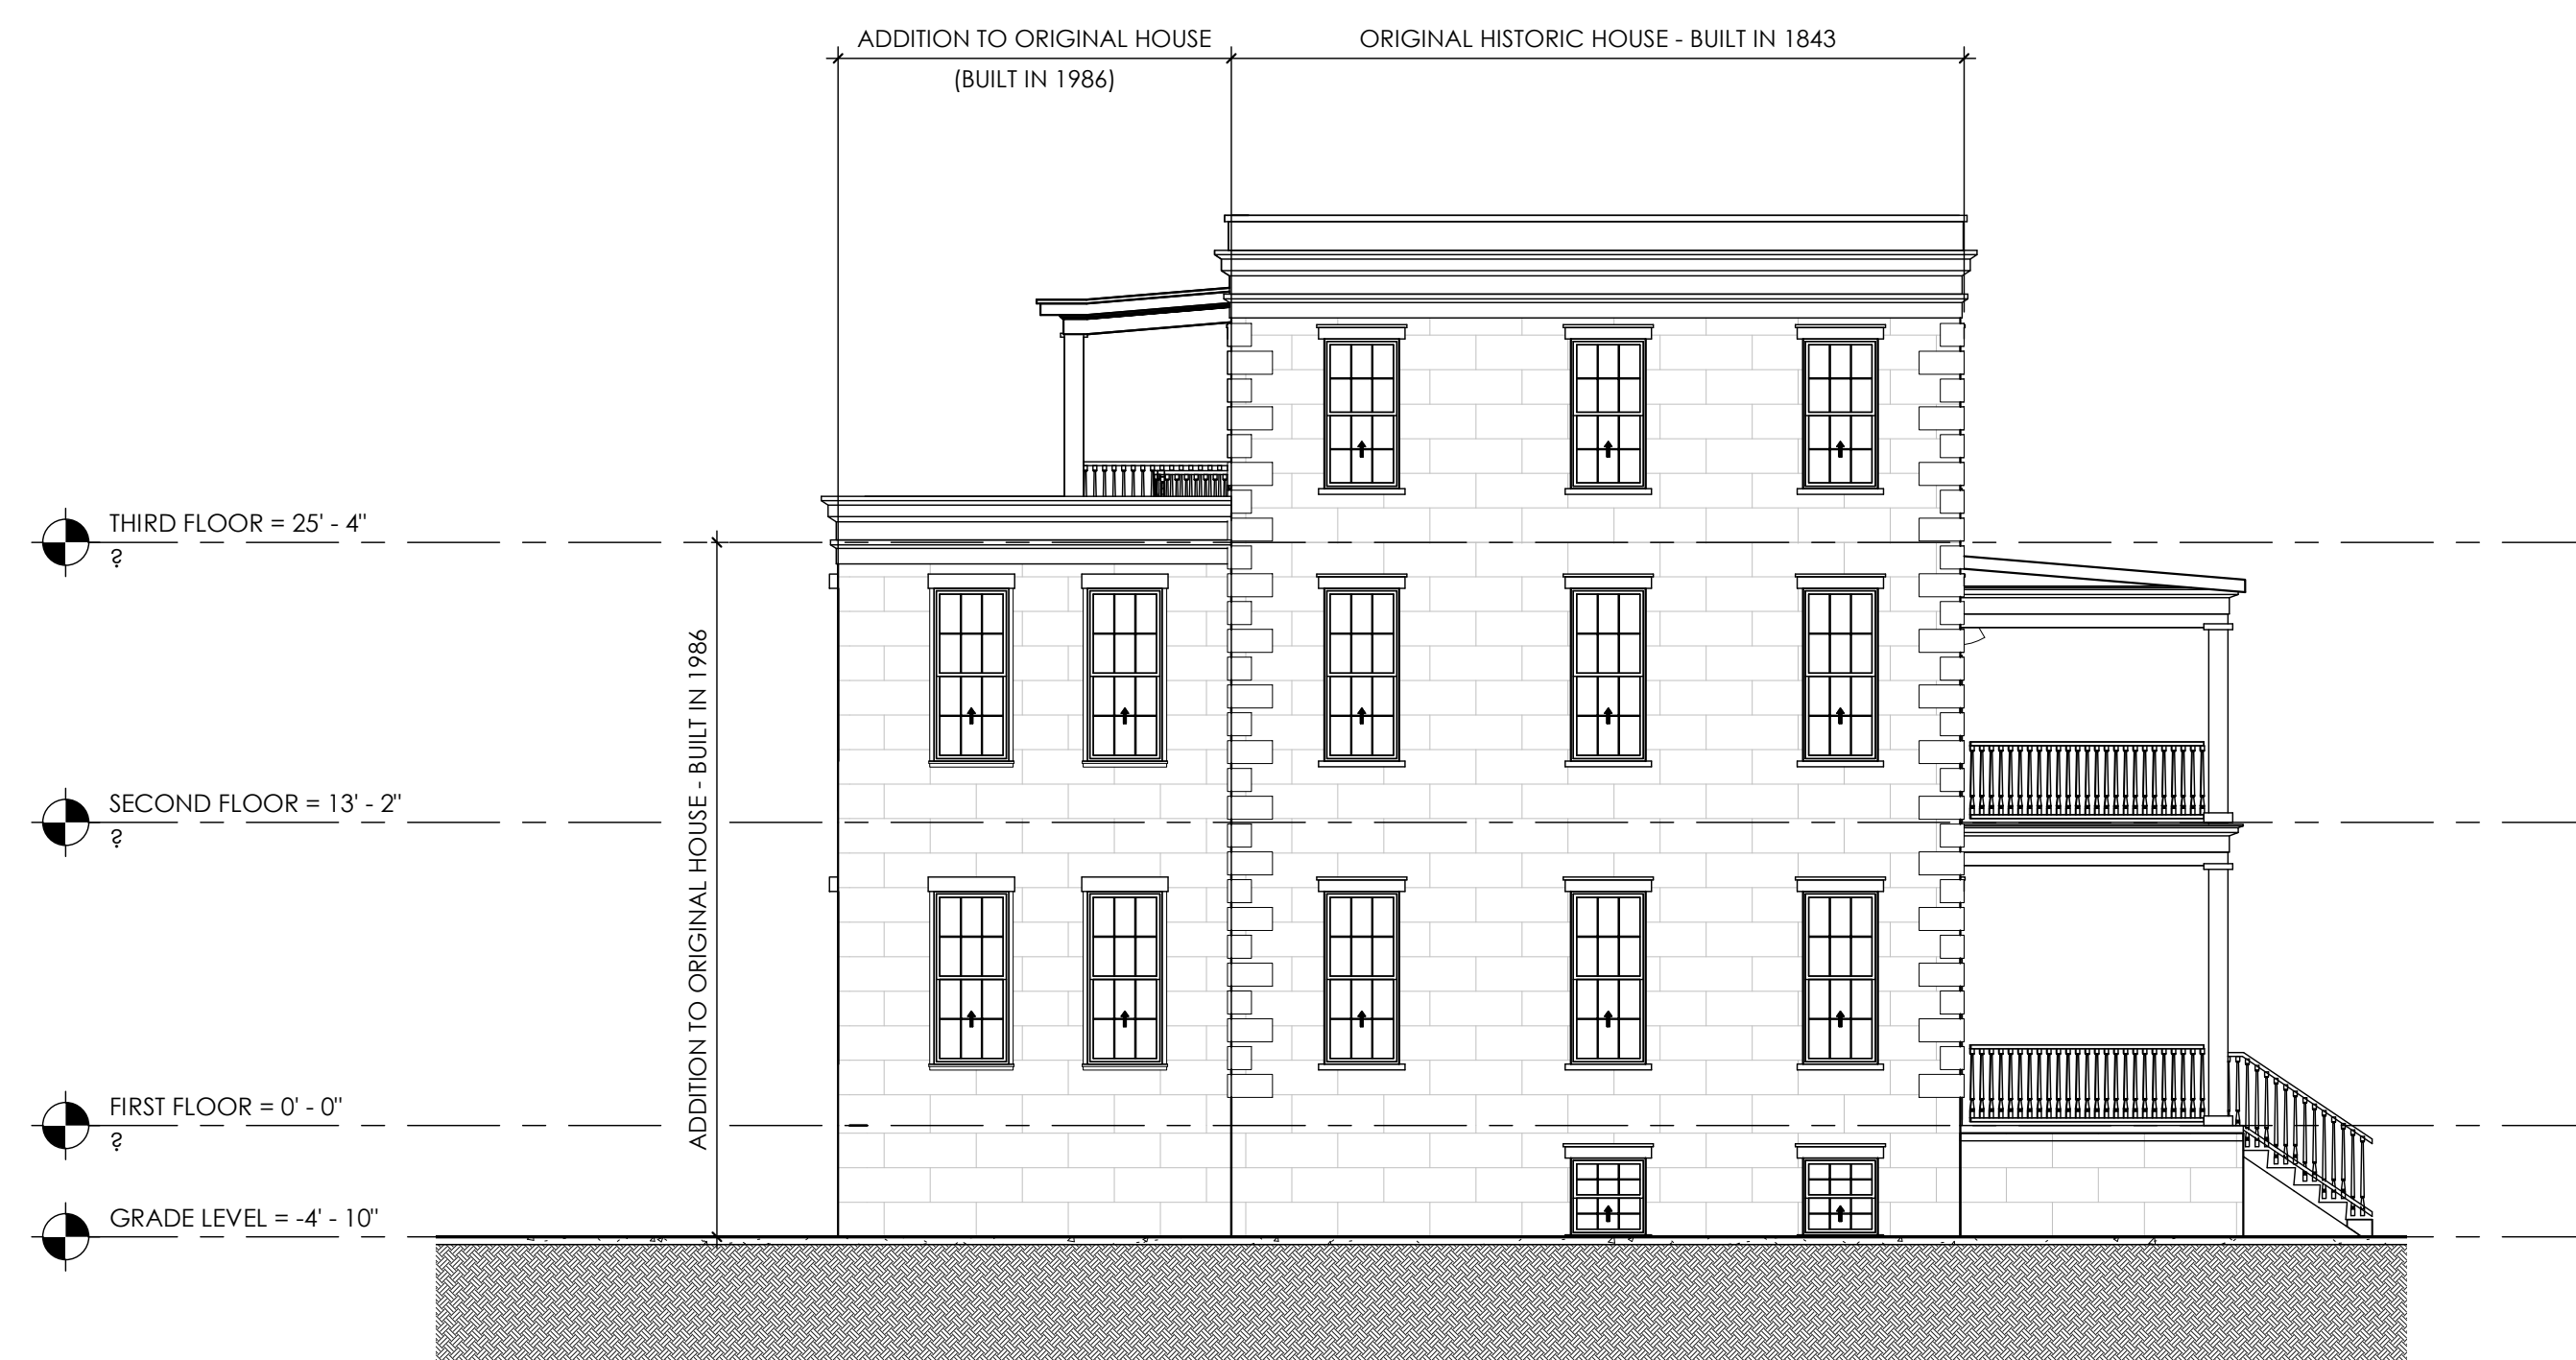 ADDITION TO ORIGINAL HOUSE
(BUILT IN 1986)
ORIGINAL HISTORIC HOUSE - BUILT IN 1843
THIRD FLOOR = 25' - 4"
?
SECOND FLOOR = 13' - 2"
?
FIRST FLOOR = 0' - 0"
?
GRADE LEVEL = -4' - 10"
ADDITION TO ORIGINAL HOUSE - BUILT IN 1986